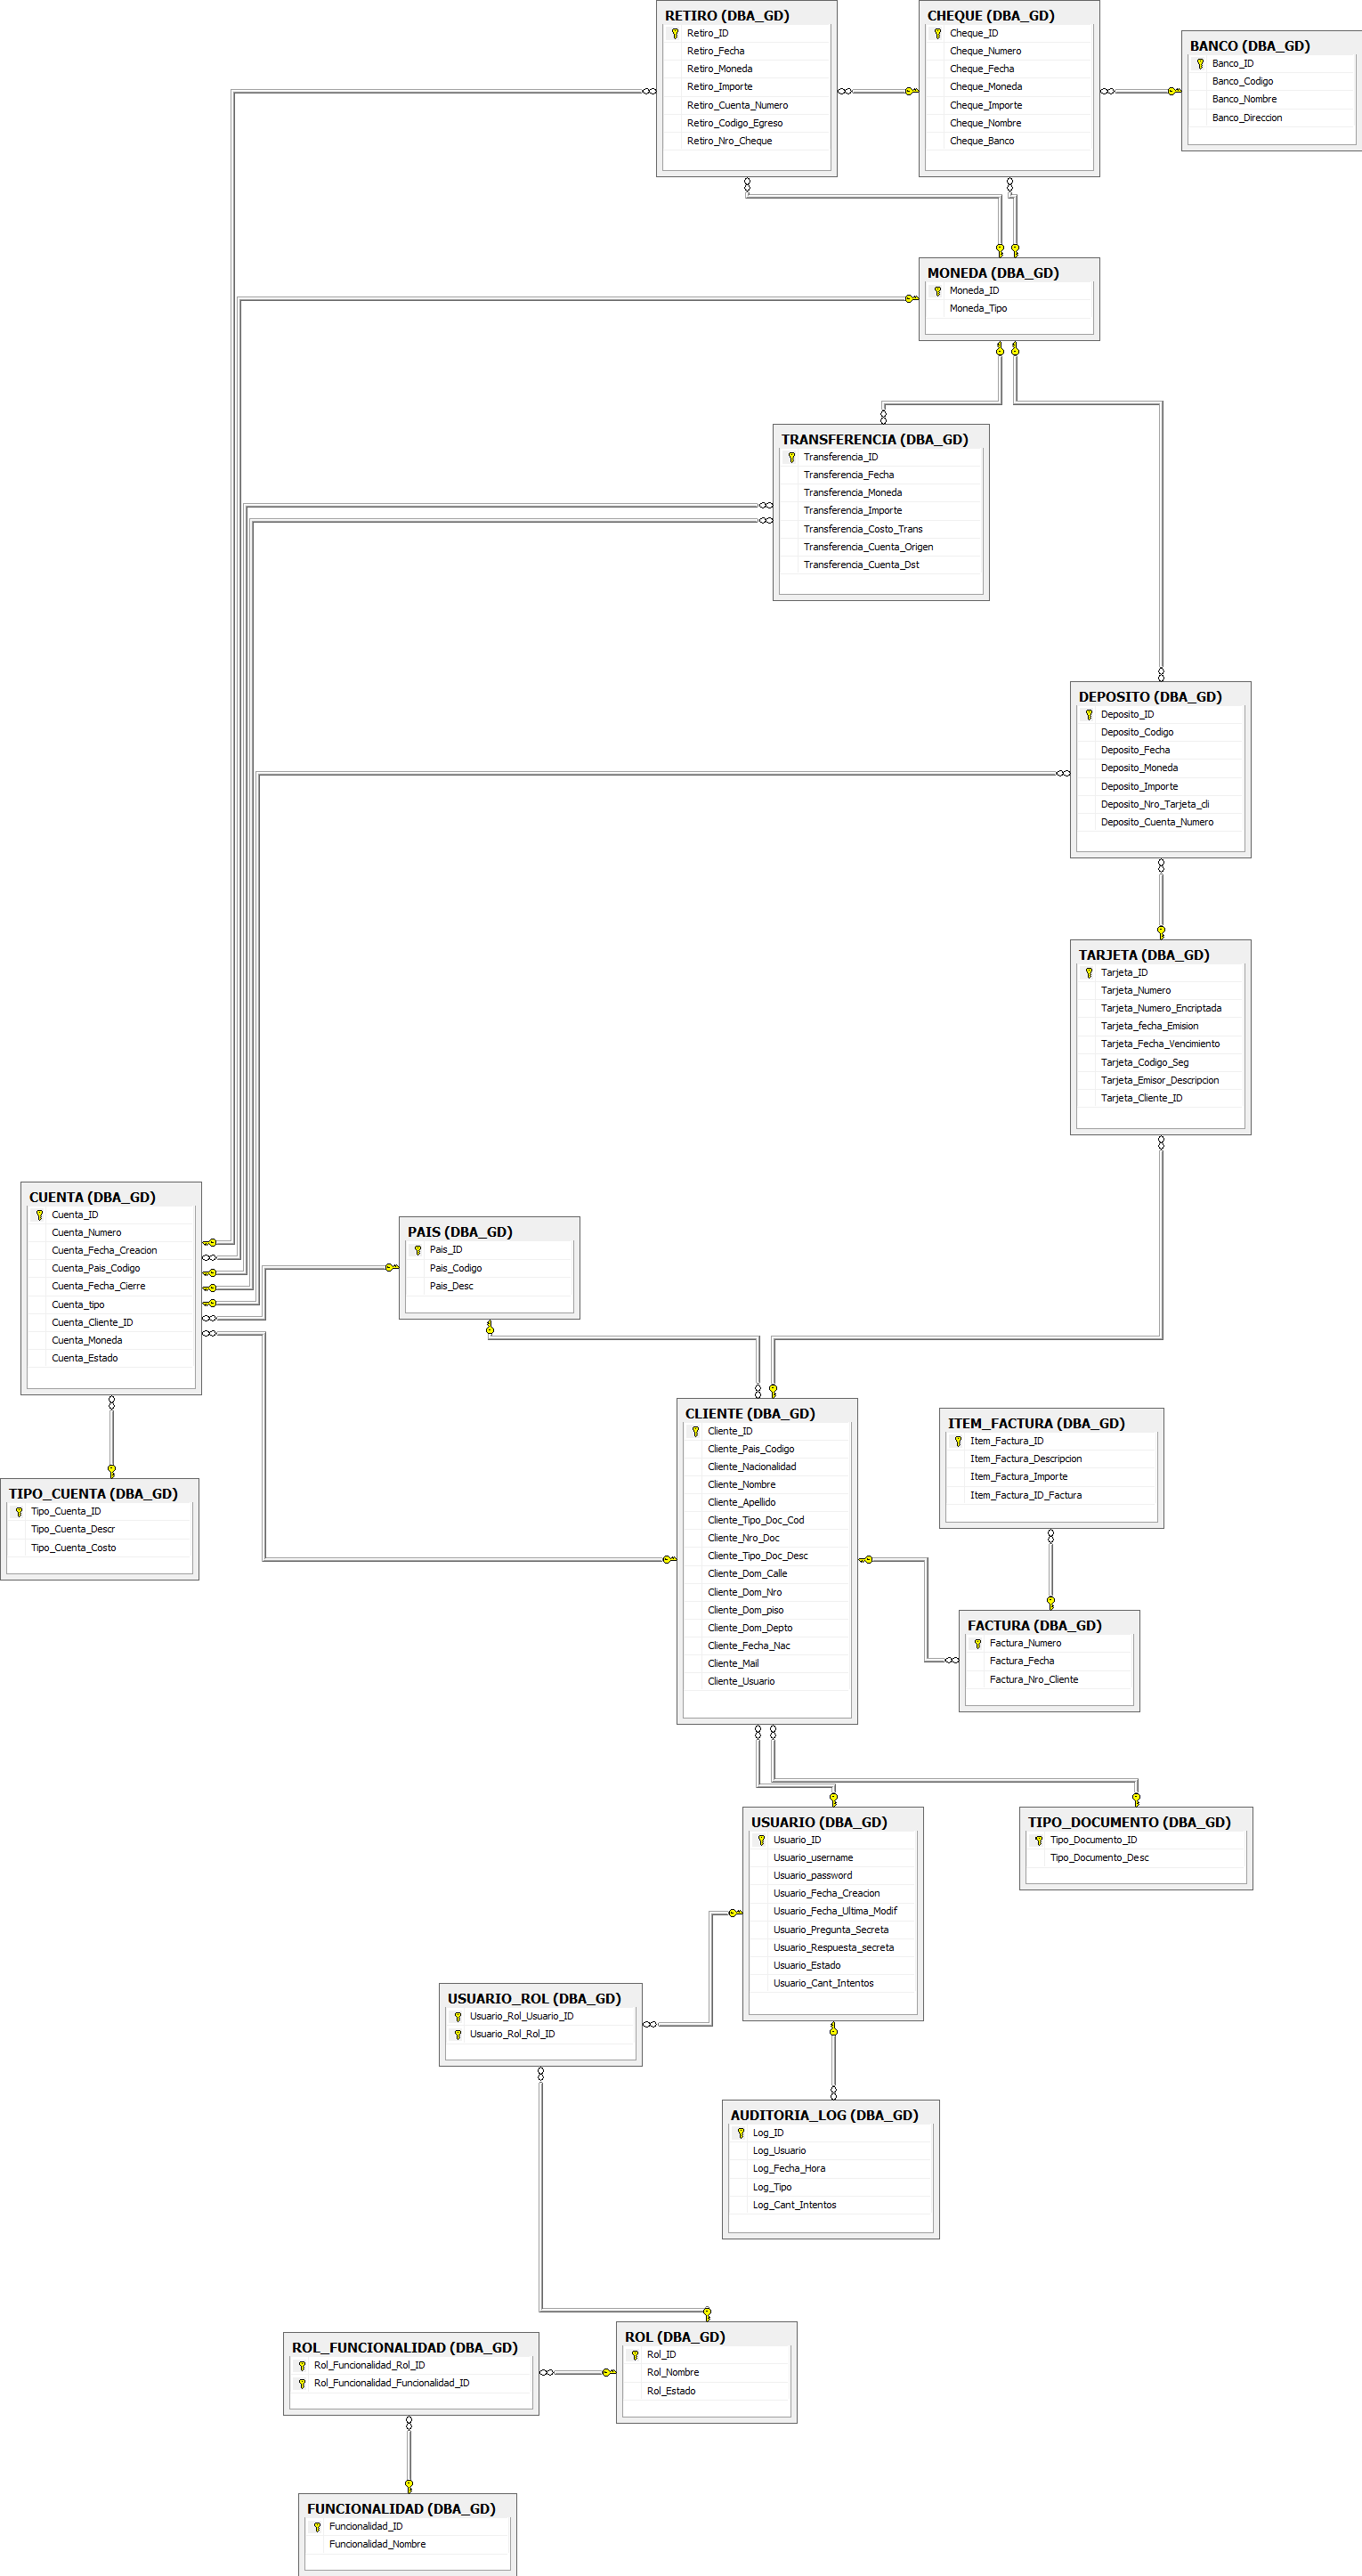 RETIRO (DBA_GD)
Retiro_ID
Retiro_Fecha
Retiro_Moneda
Retiro_Importe
Retiro_Cuenta_Numero
Retiro_Codigo_Egreso
Retiro_Nro_Cheque
CHEQUE (DBA_GD)
Cheque_ID
Cheque_Numero
Cheque_Fecha
Cheque_Moneda
Cheque_Importe
Cheque_Nombre
Cheque_Banco
BANCO (DBA_GD)
Banco_ID
Banco_Codigo
Banco_Nombre
Banco_Direccion
MONEDA (DBA_GD)
Moneda_ID
Moneda_Tipo
TRANSFERENCIA (DBA_GD)
Transferencia_ID
Transferencia_Fecha
Transferencia_Moneda
Transferencia_Importe
Transferencia_Costo_Trans
Transferencia_Cuenta_Origen
Transferencia_Cuenta_Dst
DEPOSITO (DBA_GD)
Deposito_ID
Deposito_Codigo
Deposito_Fecha
Deposito_Moneda
Deposito_Importe
Deposito_Nro_Tarjeta_cli
Deposito_Cuenta_Numero
TARJETA (DBA_GD)
Tarjeta_ID
Tarjeta_Numero
Tarjeta_Numero_Encriptada
Tarjeta_fecha_Emision
Tarjeta_Fecha_Vencimiento
Tarjeta_Codigo_Seg
Tarjeta_Emisor_Descripcion
Tarjeta_Cliente_ID
CUENTA (DBA_GD)
Cuenta_ID
Cuenta_Numero
Cuenta_Fecha_Creacion
Cuenta_Pais_Codigo
Cuenta_Fecha_Cierre
Cuenta_tipo
Cuenta_Cliente_ID
Cuenta_Moneda
Cuenta_Estado
PAIS (DBA_GD)
Pais_ID
Pais_Codigo
Pais_Desc
TIPO_CUENTA (DBA_GD)
Tipo_Cuenta_ID
Tipo_Cuenta_Descr
Tipo_Cuenta_Costo
CLIENTE (DBA_GD)
Cliente_ID
Cliente_Pais_Codigo
Cliente_Nacionalidad
Cliente_Nombre
Cliente_Apellido
Cliente_Tipo_Doc_Cod
Cliente_Nro_Doc
Cliente_Tipo_Doc_Desc
Cliente_Dom_Calle
Cliente_Dom_Nro
Cliente_Dom_piso
Cliente_Dom_Depto
Cliente_Fecha_Nac
Cliente_Mail
Cliente_Usuario
ITEM_FACTURA (DBA_GD)
Item_Factura_ID
Item_Factura_Descripcion
Item_Factura_Importe
Item_Factura_ID_Factura
FACTURA (DBA_GD)
Factura_Numero
Factura_Fecha
Factura_Nro_Cliente
USUARIO (DBA_GD)
Usuario_ID
Usuario_username
Usuario_password
Usuario_Fecha_Creacion
Usuario_Fecha_Ultima_Modif
Usuario_Pregunta_Secreta
Usuario_Respuesta_secreta
Usuario_Estado
Usuario_Cant_Intentos
TIPO_DOCUMENTO (DBA_GD)
Tipo_Documento_ID
Tipo_Documento_Desc
USUARIO_ROL (DBA_GD)
Usuario_Rol_Usuario_ID
Usuario_Rol_Rol_ID
AUDITORIA_LOG (DBA_GD)
Log_ID
Log_Usuario
Log_Fecha_Hora
Log_Tipo
Log_Cant_Intentos
ROL (DBA_GD)
Rol_ID
Rol_Nombre
Rol_Estado
ROL_FUNCIONALIDAD (DBA_GD)
Rol_Funcionalidad_Rol_ID
Rol_Funcionalidad_Funcionalidad_ID
FUNCIONALIDAD (DBA_GD)
Funcionalidad_ID
Funcionalidad_Nombre